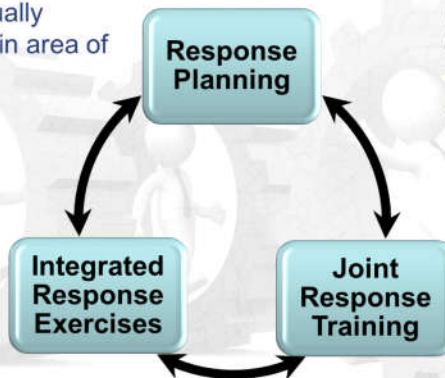 ually
in area of
Response
Planning
Integrated
Response
Exercises
Joint
Response
Training